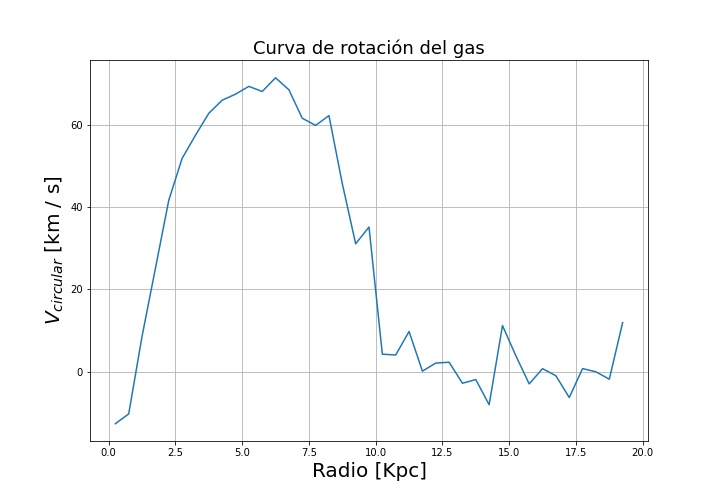 Curva de rotación del gas
V_circular [km / s]
60
40
20
0
0.0 2.5 5.0 7.5 10.0 12.5 15.0 17.5 20.0
Radio [Kpc]